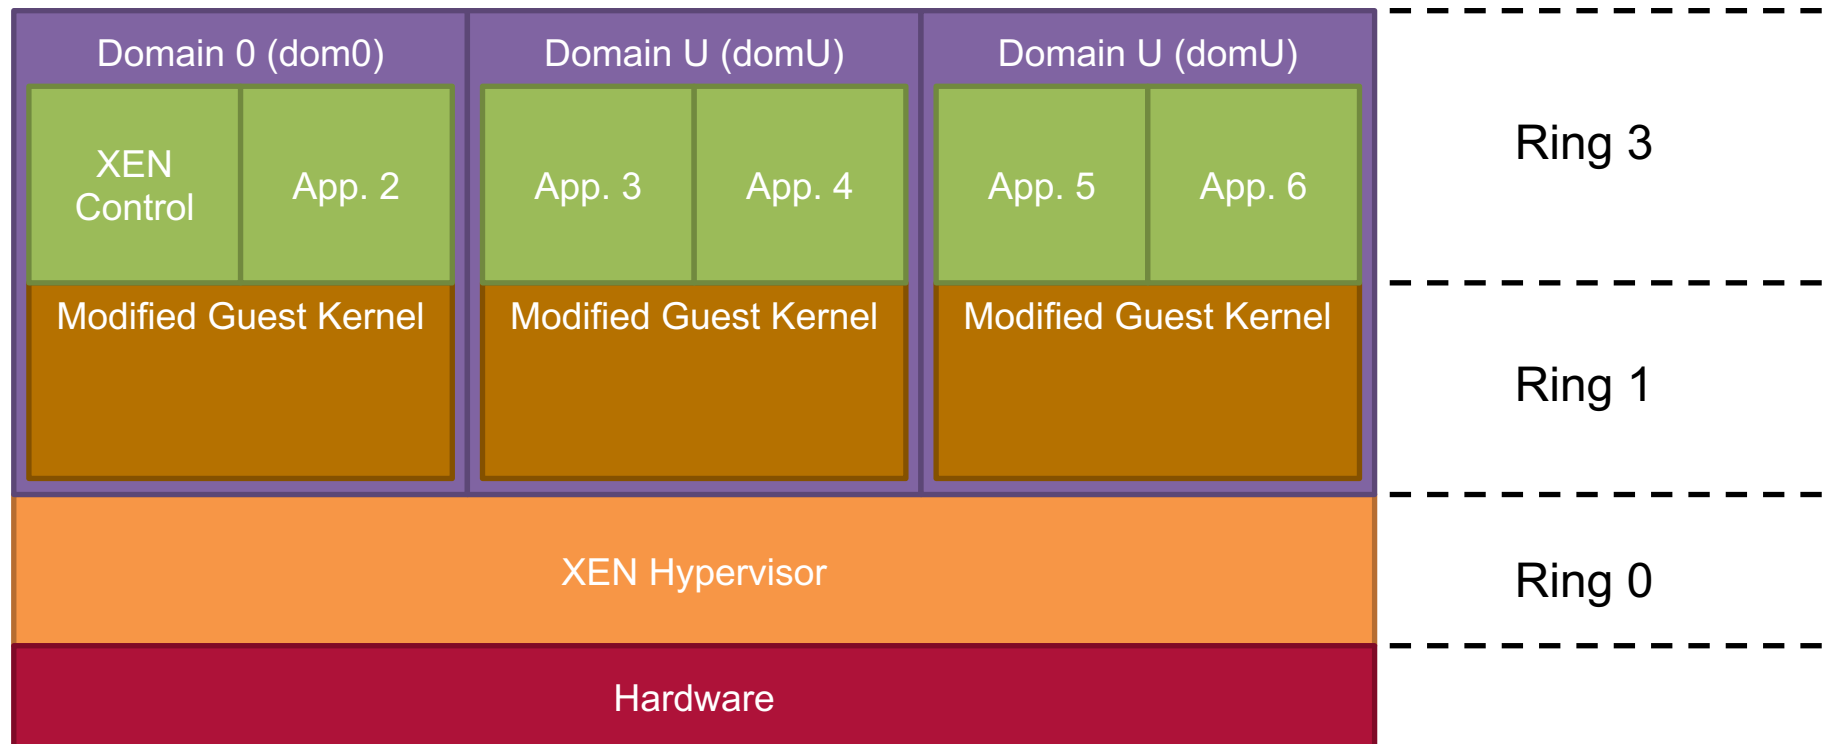 Domain 0 (dom0)
Domain U (domU)
Domain U (domU)
XEN
Control
App. 2
App. 3
App. 4
App. 5
App. 6
Ring 3
Modified Guest Kernel
Modified Guest Kernel
Modified Guest Kernel
Ring 1
XEN Hypervisor
Ring 0
Hardware